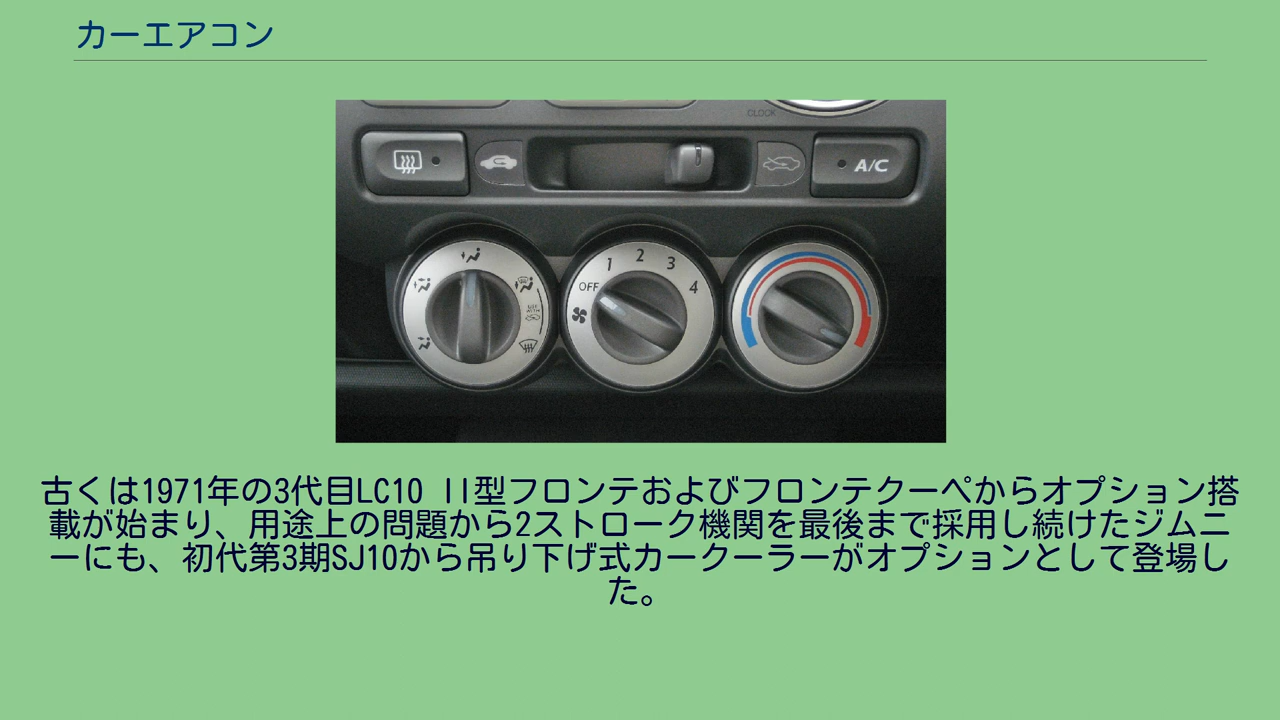 カーエアコン
CLOCK
A/C
1 2 3 4
OFF
古くは1971年の3代目LC10 II型フロンテおよびフロンテクーペからオプション搭
載が始まり、用途上の問題から2ストローク機関を最後まで採用し続けたジムニ
ーにも、初代第3期SJ10から吊り下げ式カークーラーがオプションとして登場し
た。